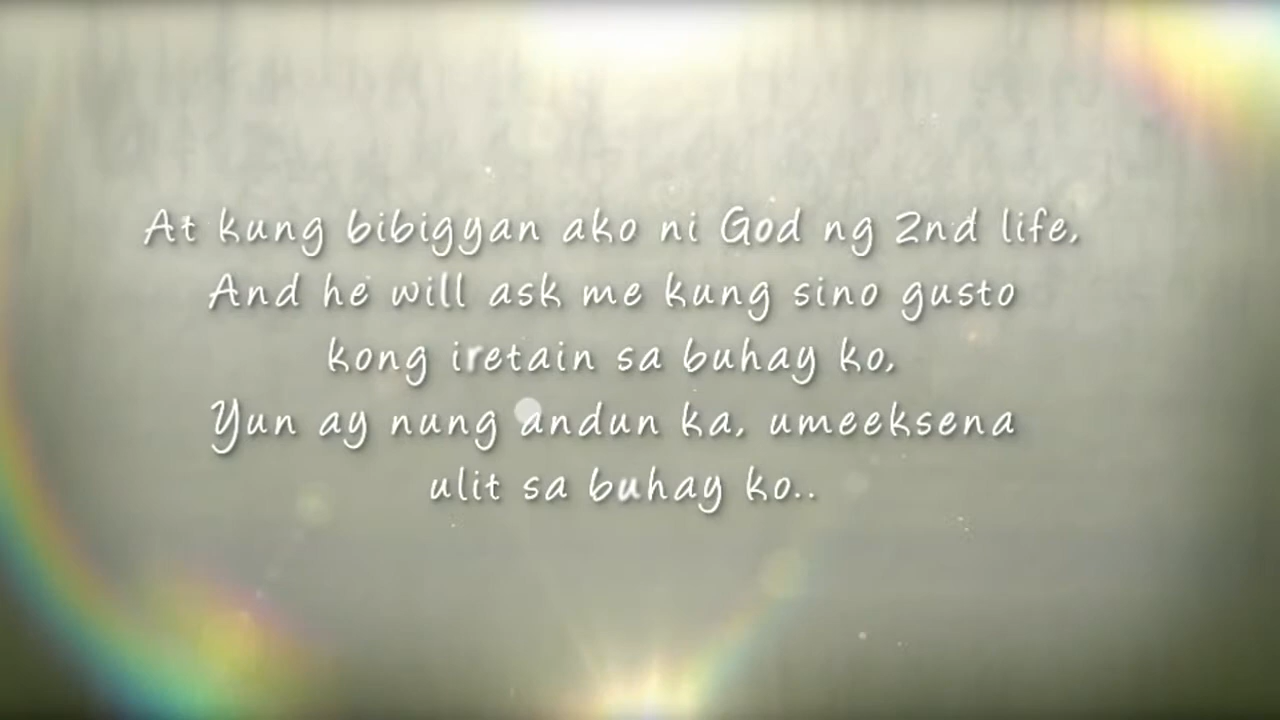 At kung bibigyan ako ni God ng 2nd life,
And he will ask me kung sino gusto
kong iretain sa buhay ko,
Yun ay nung andun ka, umeeksena
ulit sa buhay ko..